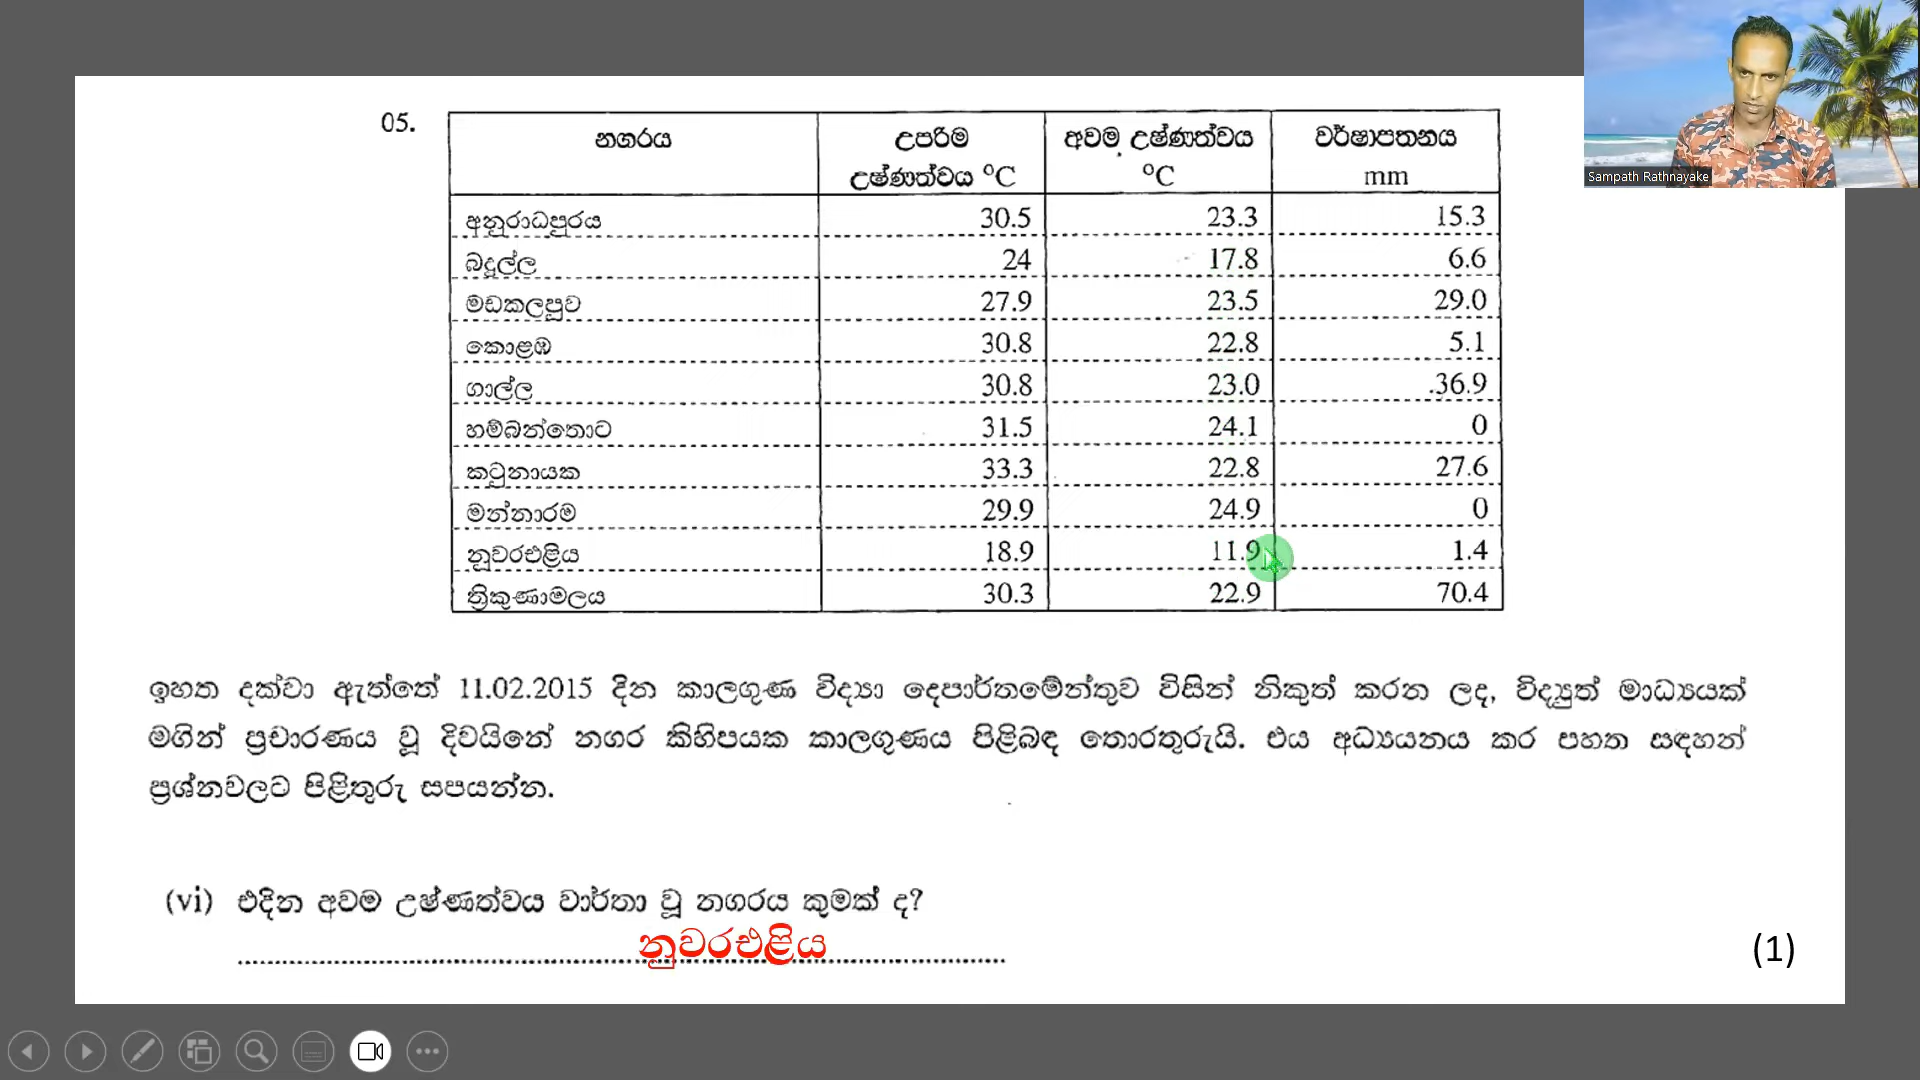 Sampath Rathnayake
05.
නගරය උපරිම උෂ්ණත්වය ⁰C අවම උෂ්ණත්වය ⁰C වර්ෂාපතනය mm
අනුරාධපුරය 30.5 23.3 15.3
බදුල්ල 24 17.8 6.6
මඩකලපුව 27.9 23.5 29.0
කොළඹ 30.8 22.8 5.1
ගාල්ල 30.8 23.0 36.9
හම්බන්තොට 31.5 24.1 0
කටුනායක 33.3 22.8 27.6
මන්නාරම 29.9 24.9 0
නුවරඑළිය 18.9 11.9 1.4
ත්‍රිකුණාමලය 30.3 22.9 70.4
ඉහත දක්වා ඇත්තේ 11.02.2015 දින කාලගුණ විද්‍යා දෙපාර්තමේන්තුව විසින් නිකුත් කරන ලද, විද්‍යුත් මාධ්‍යයක්
මගින් ප්‍රචාරණය වූ දිවයිනේ නගර කිහිපයක කාලගුණය පිළිබඳ තොරතුරුයි. එය අධ්‍යයනය කර පහත සඳහන්
ප්‍රශ්නවලට පිළිතුරු සපයන්න.
(vi) එදින අවම උෂ්ණත්වය වාර්තා වූ නගරය කුමක් ද?
නුවරඑළිය
(1)